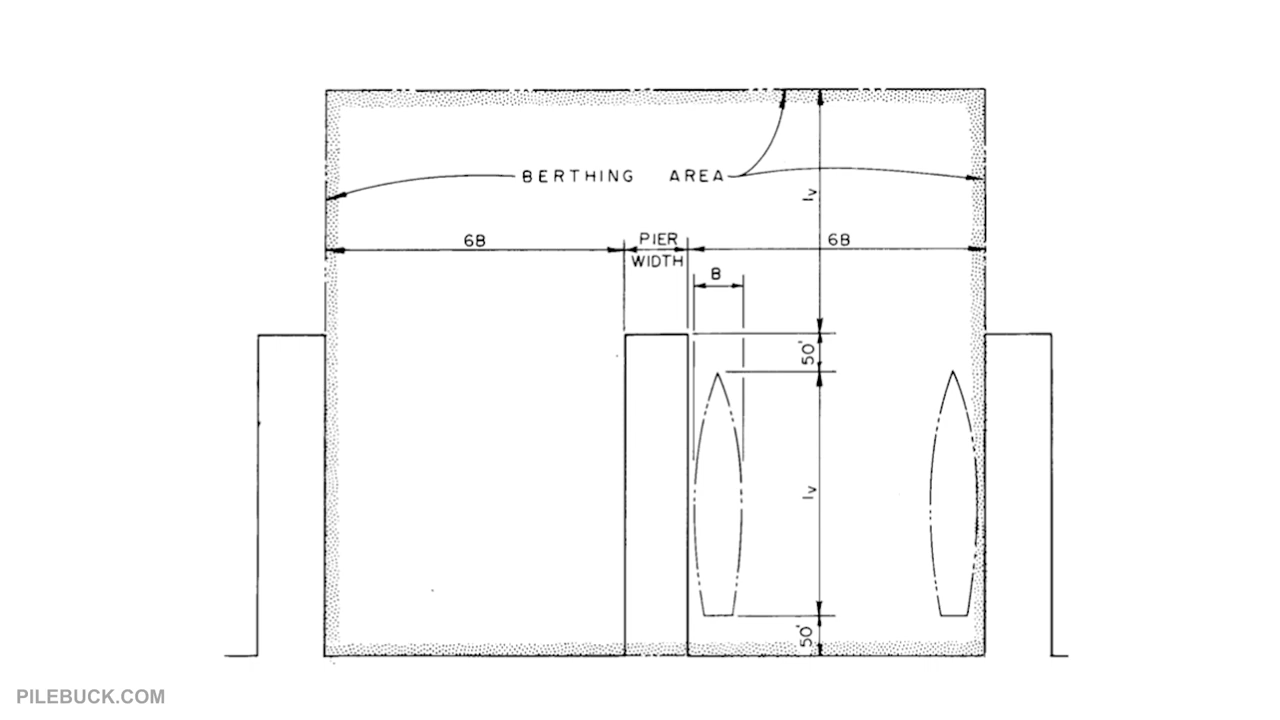 BERTHING AREA
lv
6B
PIER
WIDTH
6B
B
50'
lv
50'
PILEBUCK.COM